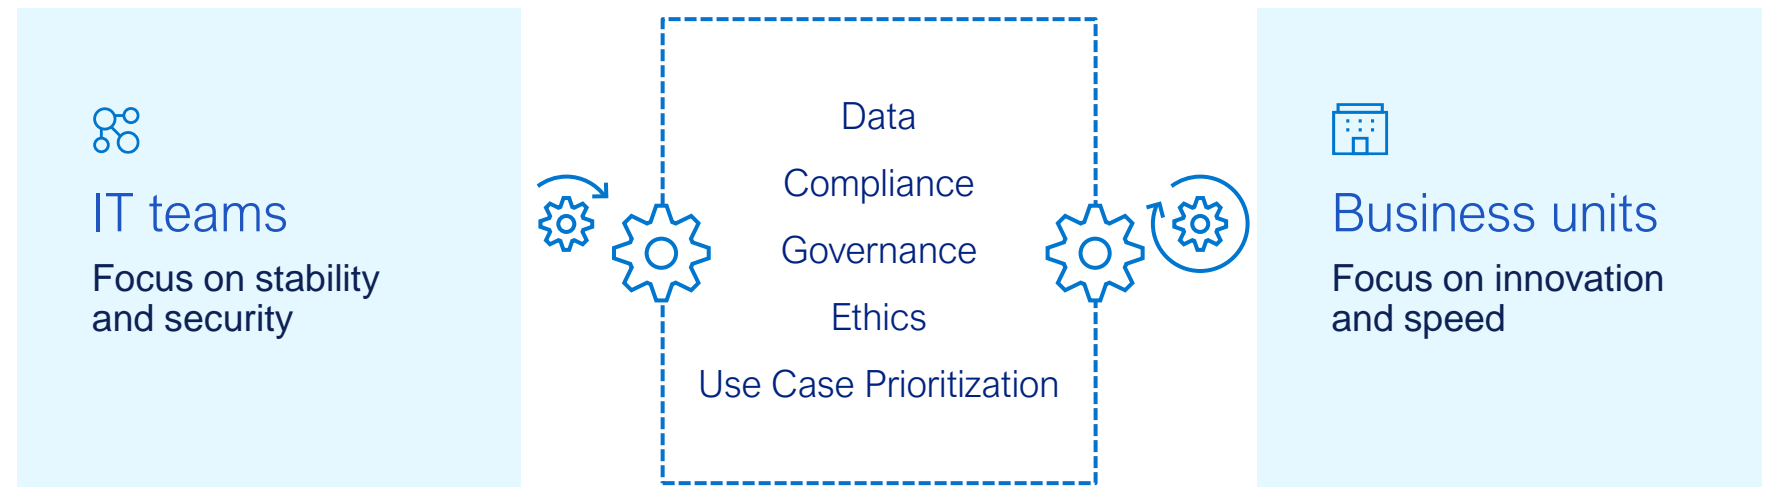 IT teams
Focus on stability
and security
Data
Compliance
Governance
Ethics
Use Case Prioritization
Business units
Focus on innovation
and speed